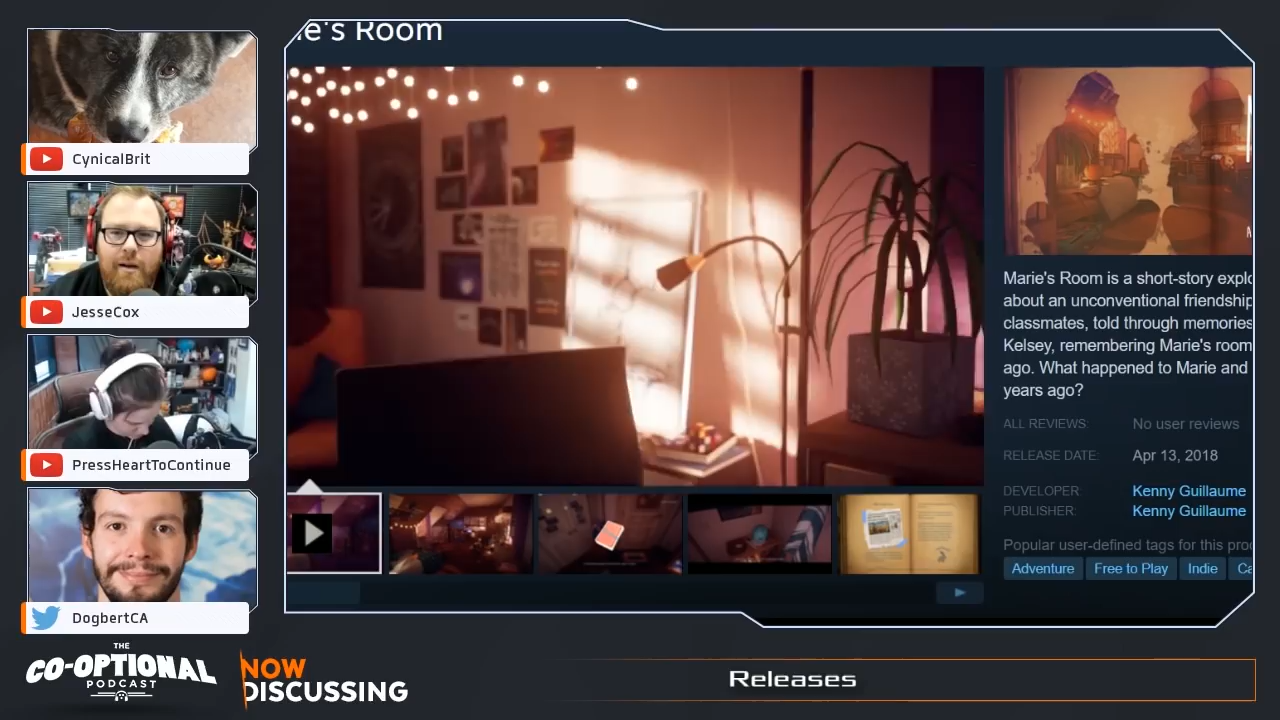 ie's Room
CynicalBrit
JesseCox
PressHeartToContinue
DogbertCA
Marie's Room is a short-story explo
about an unconventional friendship
classmates, told through memories
Kelsey, remembering Marie's room
ago. What happened to Marie and
years ago?
ALL REVIEWS: No user reviews
RELEASE DATE: Apr 13, 2018
DEVELOPER: Kenny Guillaume
PUBLISHER: Kenny Guillaume
Popular user-defined tags for this pro
Adventure Free to Play Indie Ca
THE
CO-OPTIONAL
PODCAST
NOW
DISCUSSING
Releases